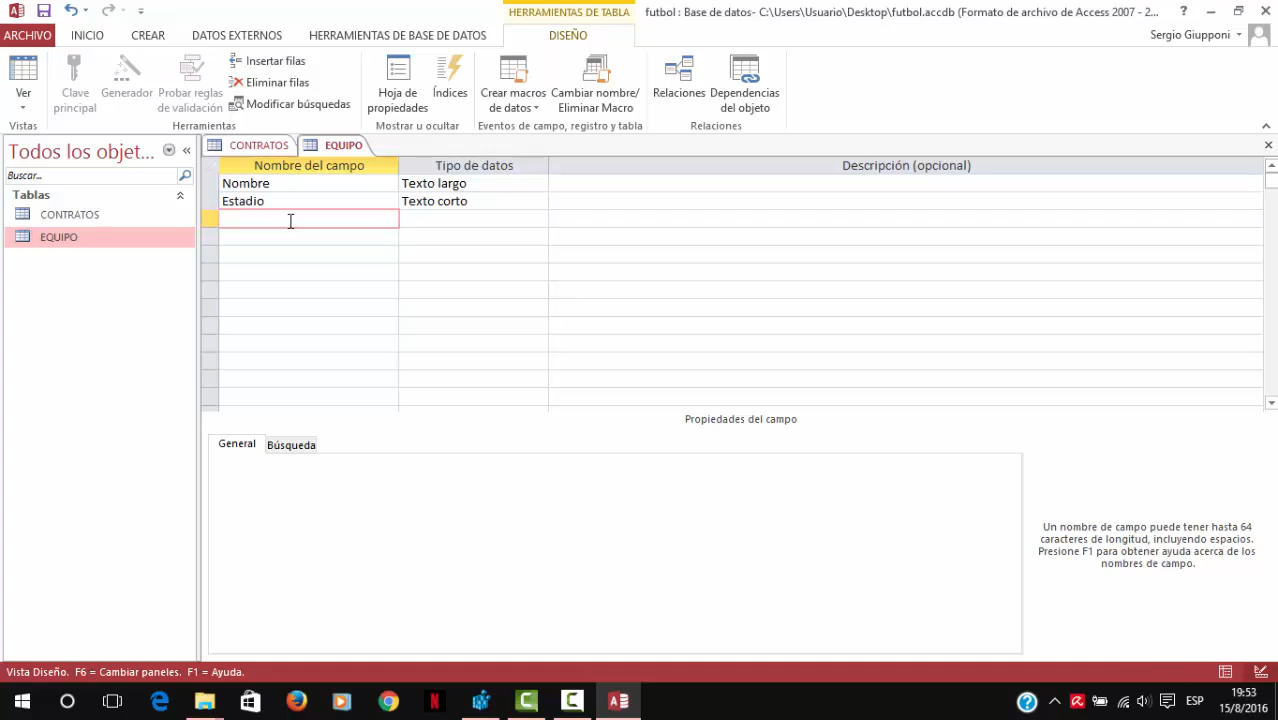 HERRAMIENTAS DE TABLA
futbol : Base de datos- C:\Users\Usuario\Desktop\futbol.accdb (Formato de archivo de Access 2007 - 2...
?
ARCHIVO INICIO CREAR DATOS EXTERNOS HERRAMIENTAS DE BASE DE DATOS DISEÑO
Sergio Giupponi
Ver
Clave principal
Generador
Probar reglas de validación
Insertar filas
Eliminar filas
Modificar búsquedas
Hoja de propiedades
Índices
Crear macros de datos
Cambiar nombre/ Eliminar Macro
Relaciones
Dependencias del objeto
Vistas
Herramientas
Mostrar u ocultar
Eventos de campo, registro y tabla
Relaciones
Todos los objet...
Buscar...
Tablas
CONTRATOS
EQUIPO
CONTRATOS EQUIPO
Nombre del campo Tipo de datos Descripción (opcional)
Nombre Texto largo
Estadio Texto corto
Propiedades del campo
General Búsqueda
Un nombre de campo puede tener hasta 64
caracteres de longitud, incluyendo espacios.
Presione F1 para obtener ayuda acerca de los
nombres de campo.
Vista Diseño. F6 = Cambiar paneles. F1 = Ayuda.
ESP
19:53
15/8/2016